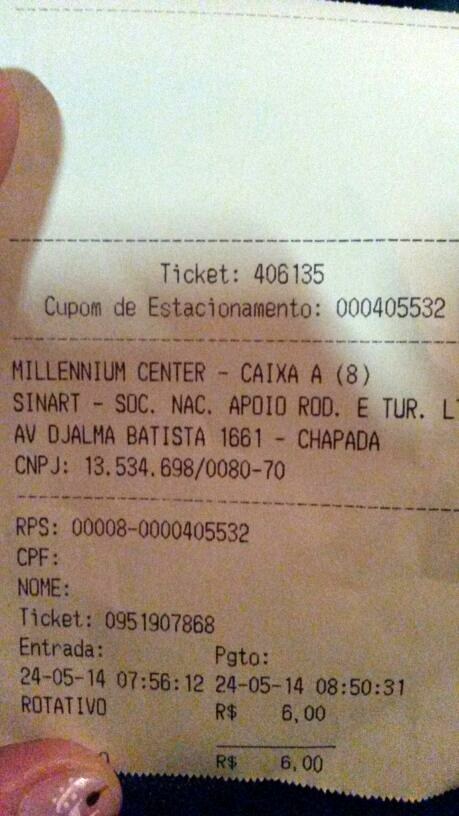 Ticket: 406135
Cupom de Estacionamento: 000405532
MILLENNIUM CENTER - CAIXA A (8)
SINART - SOC. NAC. APOIO ROD. E TUR.
AV DJALMA BATISTA 1661 - CHAPADA
CNPJ: 13.534.698/0080-70
RPS: 00008-0000405532
CPF:
NOME:
Ticket: 0951907868
Entrada: Pgto:
24-05-14 07:56:12 24-05-14 08:50:31
ROTATIVO R$ 6,00
R$ 6,00